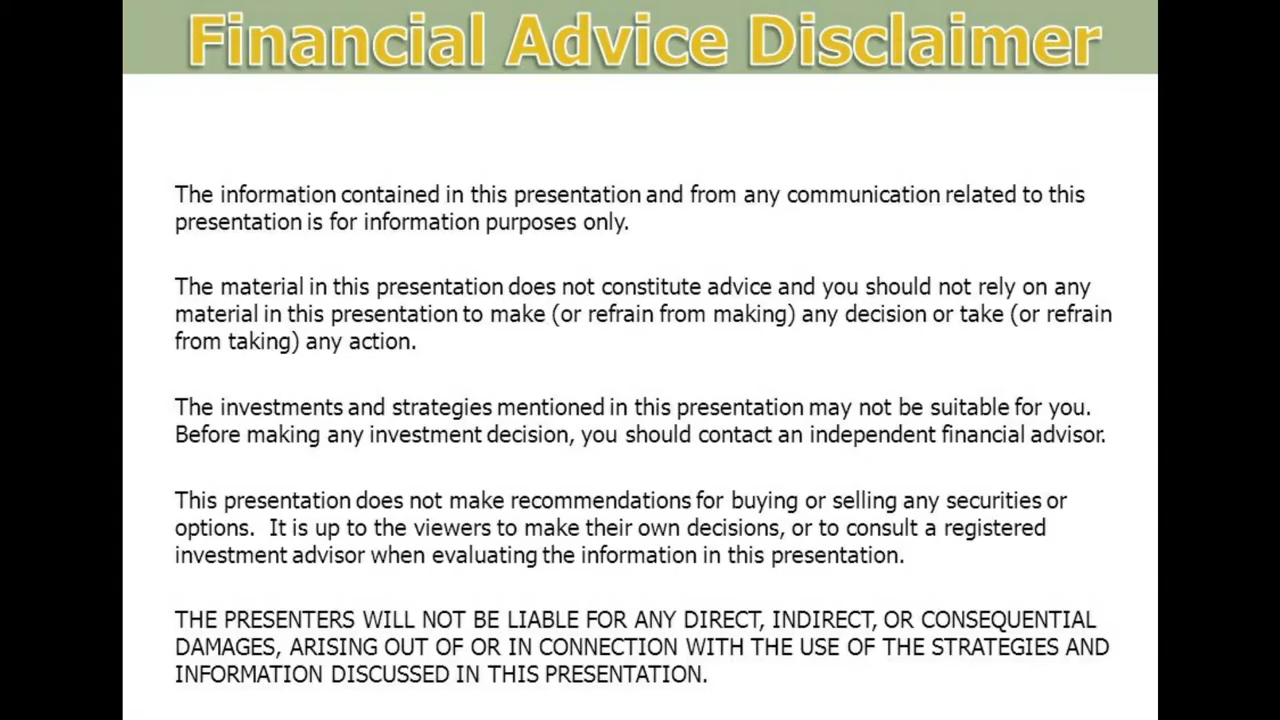 Financial Advice Disclaimer
The information contained in this presentation and from any communication related to this
presentation is for information purposes only.
The material in this presentation does not constitute advice and you should not rely on any
material in this presentation to make (or refrain from making) any decision or take (or refrain
from taking) any action.
The investments and strategies mentioned in this presentation may not be suitable for you.
Before making any investment decision, you should contact an independent financial advisor.
This presentation does not make recommendations for buying or selling any securities or
options.  It is up to the viewers to make their own decisions, or to consult a registered
investment advisor when evaluating the information in this presentation.
THE PRESENTERS WILL NOT BE LIABLE FOR ANY DIRECT, INDIRECT, OR CONSEQUENTIAL
DAMAGES, ARISING OUT OF OR IN CONNECTION WITH THE USE OF THE STRATEGIES AND
INFORMATION DISCUSSED IN THIS PRESENTATION.